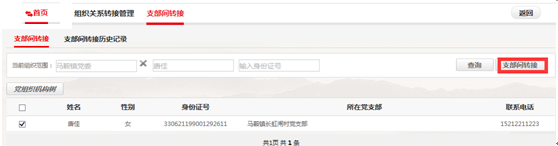 首页 组织关系转接管理 支部间转接 返回
支部间转接 支部间转接历史记录
当前组织范围： 马鞍镇党委 唐佳 输入身份证号 查询 支部间转接
党组织机构树
姓名 性别 身份证号 所在党支部 联系电话
唐佳 女 330621199001292611 马鞍镇长虹闸村党支部 15212211223
共1页 共 1 条